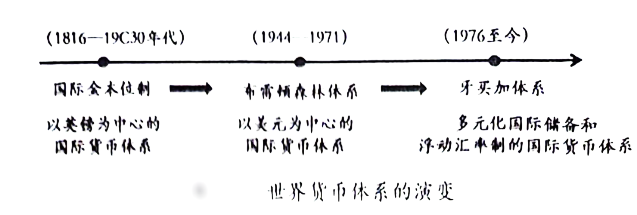 (1816—19C30年代) (1944—1971) (1976至今)
国际金本位制 布雷顿森林体系 牙买加体系
以英镑为中心的 以美元为中心的 多元化国际储备和
国际货币体系 国际货币体系 浮动汇率制的国际货币体系
世界货币体系的演变